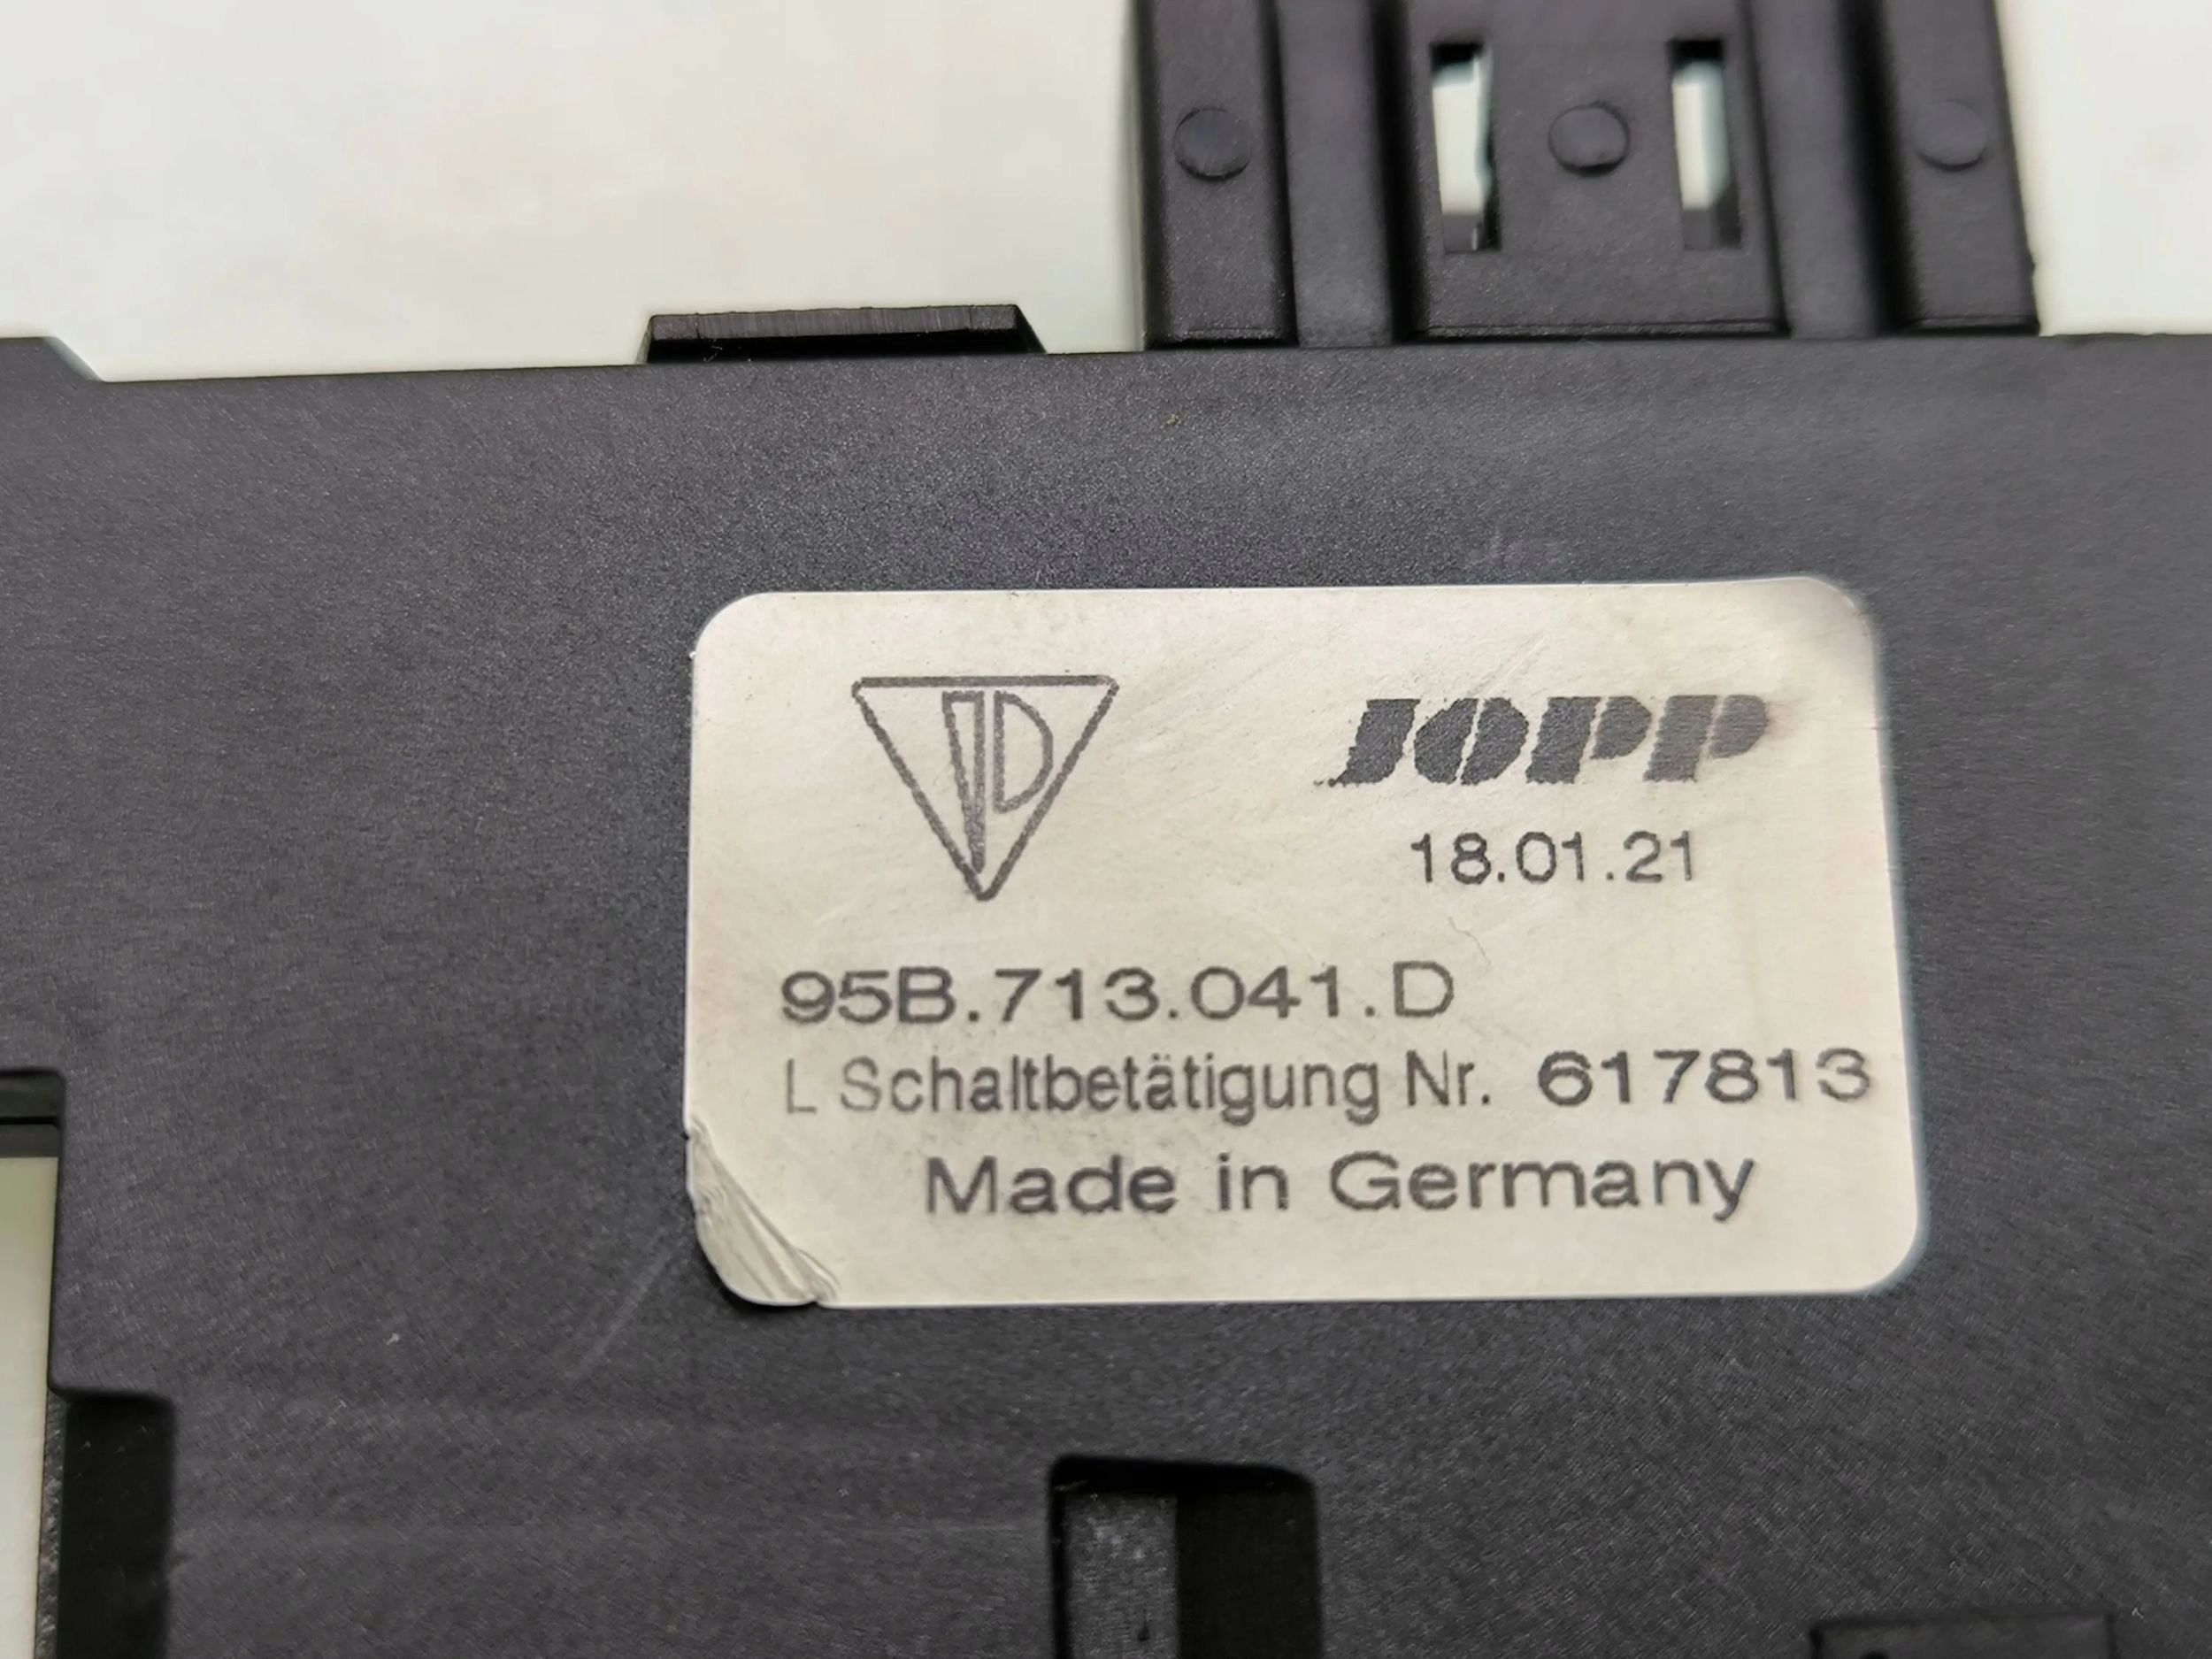 JOPP
18.01.21
95B.713.041.D
L Schaltbetätigung Nr. 617813
Made in Germany